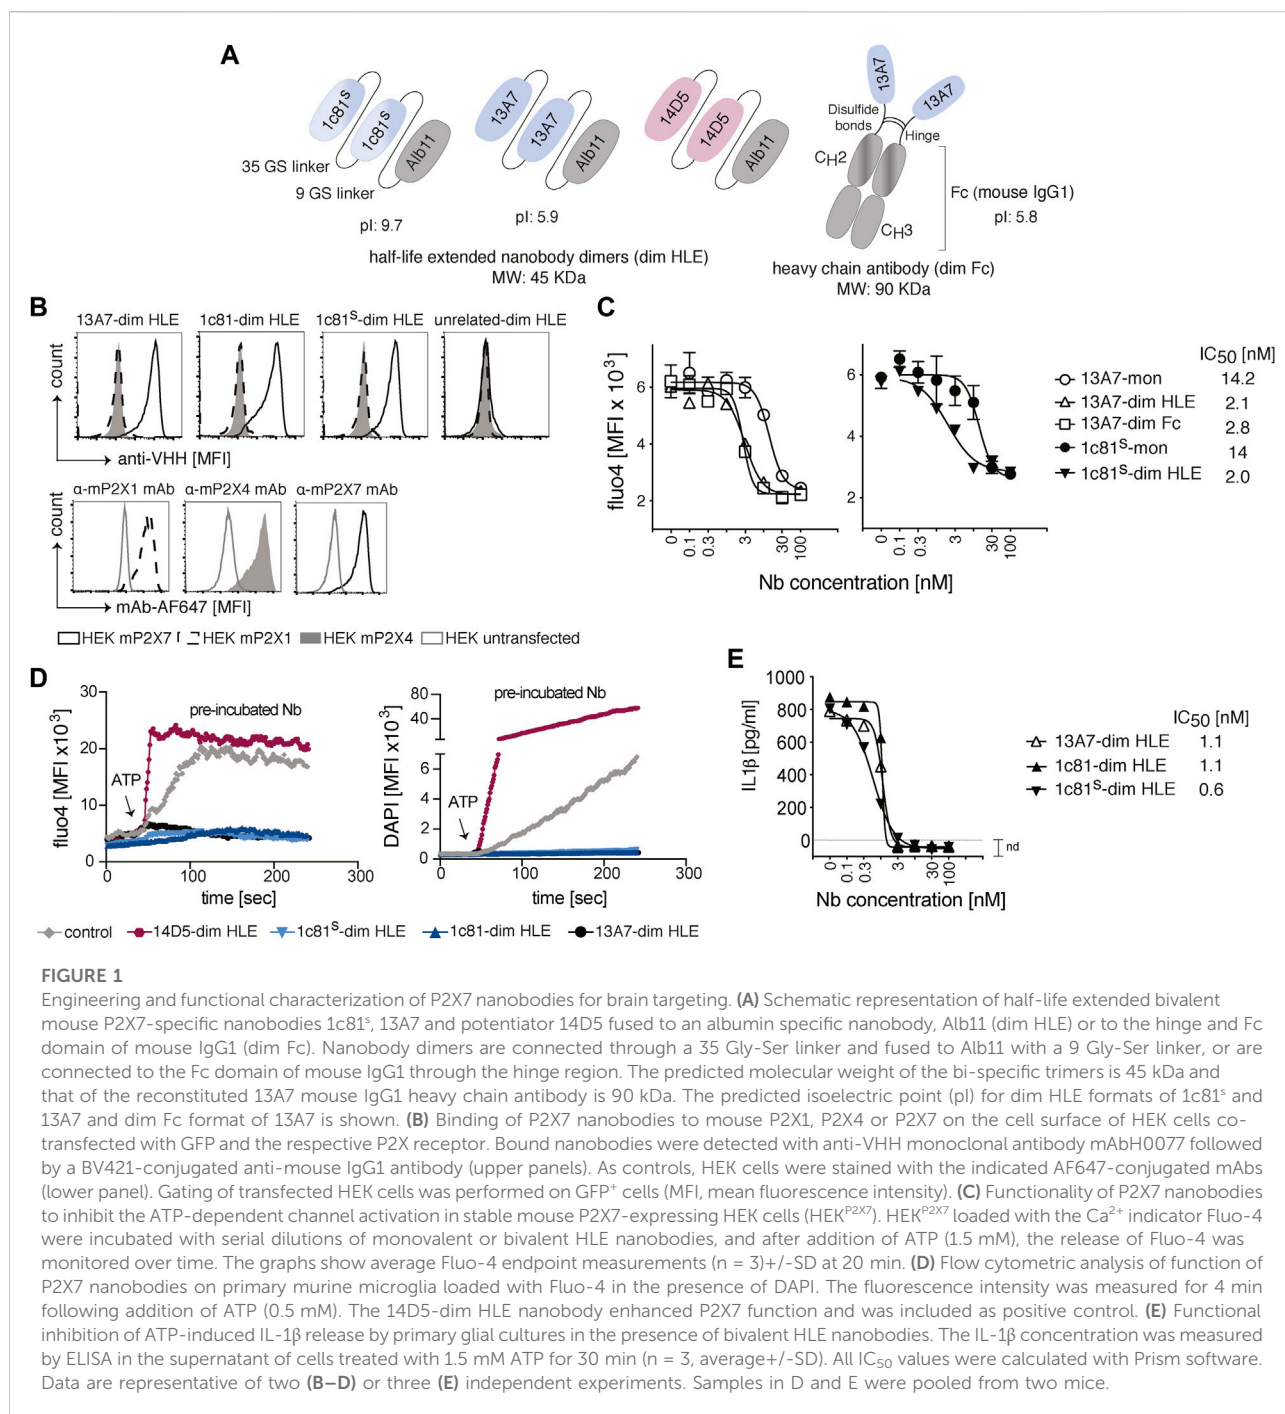 A
1c81s
1c81s
Alb11
35 GS linker
9 GS linker
pI: 9.7
13A7
13A7
Alb11
pI: 5.9
14D5
14D5
Alb11
half-life extended nanobody dimers (dim HLE)
MW: 45 KDa
13A7
13A7
Disulfide
bonds
Hinge
CH2
CH3
Fc (mouse IgG1)
pI: 5.8
heavy chain antibody (dim Fc)
MW: 90 KDa
B
13A7-dim HLE
1c81-dim HLE
1c81S-dim HLE
unrelated-dim HLE
count
anti-VHH [MFI]
α-mP2X1 mAb
α-mP2X4 mAb
α-mP2X7 mAb
count
mAb-AF647 [MFI]
HEK mP2X7
HEK mP2X1
HEK mP2X4
HEK untransfected
C
fluo4 [MFI x 10³]
6
4
2
0
0.1
0.3
3
30
100
6
4
2
0
0.1
0.3
3
30
100
Nb concentration [nM]
IC50 [nM]
13A7-mon 14.2
13A7-dim HLE 2.1
13A7-dim Fc 2.8
1c81S-mon 14
1c81S-dim HLE 2.0
D
fluo4 [MFI x10³]
30
20
10
0
pre-incubated Nb
ATP
0 100 200 300
time [sec]
DAPI [MFI x10³]
80
40
6
4
2
0
pre-incubated Nb
ATP
0 100 200 300
time [sec]
control
14D5-dim HLE
1c81S-dim HLE
1c81-dim HLE
13A7-dim HLE
E
IL1β [pg/ml]
1000
800
600
400
200
0
nd
0
0.1
0.3
3
30
100
Nb concentration [nM]
IC50 [nM]
13A7-dim HLE 1.1
1c81-dim HLE 1.1
1c81S-dim HLE 0.6
FIGURE 1
Engineering and functional characterization of P2X7 nanobodies for brain targeting. (A) Schematic representation of half-life extended bivalent
mouse P2X7-specific nanobodies 1c81s, 13A7 and potentiator 14D5 fused to an albumin specific nanobody, Alb11 (dim HLE) or to the hinge and Fc
domain of mouse IgG1 (dim Fc). Nanobody dimers are connected through a 35 Gly-Ser linker and fused to Alb11 with a 9 Gly-Ser linker, or are
connected to the Fc domain of mouse IgG1 through the hinge region. The predicted molecular weight of the bi-specific trimers is 45 kDa and
that of the reconstituted 13A7 mouse IgG1 heavy chain antibody is 90 kDa. The predicted isoelectric point (pI) for dim HLE formats of 1c81s and
13A7 and dim Fc format of 13A7 is shown. (B) Binding of P2X7 nanobodies to mouse P2X1, P2X4 or P2X7 on the cell surface of HEK cells co-
transfected with GFP and the respective P2X receptor. Bound nanobodies were detected with anti-VHH monoclonal antibody mAbH0077 followed
by a BV421-conjugated anti-mouse IgG1 antibody (upper panels). As controls, HEK cells were stained with the indicated AF647-conjugated mAbs
(lower panel). Gating of transfected HEK cells was performed on GFP⁺ cells (MFI, mean fluorescence intensity). (C) Functionality of P2X7 nanobodies
to inhibit the ATP-dependent channel activation in stable mouse P2X7-expressing HEK cells (HEKP2X7). HEKP2X7 loaded with the Ca²⁺ indicator Fluo-4
were incubated with serial dilutions of monovalent or bivalent HLE nanobodies, and after addition of ATP (1.5 mM), the release of Fluo-4 was
monitored over time. The graphs show average Fluo-4 endpoint measurements (n = 3)+/-SD at 20 min. (D) Flow cytometric analysis of function of
P2X7 nanobodies on primary murine microglia loaded with Fluo-4 in the presence of DAPI. The fluorescence intensity was measured for 4 min
following addition of ATP (0.5 mM). The 14D5-dim HLE nanobody enhanced P2X7 function and was included as positive control. (E) Functional
inhibition of ATP-induced IL-1β release by primary glial cultures in the presence of bivalent HLE nanobodies. The IL-1β concentration was measured
by ELISA in the supernatant of cells treated with 1.5 mM ATP for 30 min (n = 3, average+/-SD). All IC50 values were calculated with Prism software.
Data are representative of two (B–D) or three (E) independent experiments. Samples in D and E were pooled from two mice.